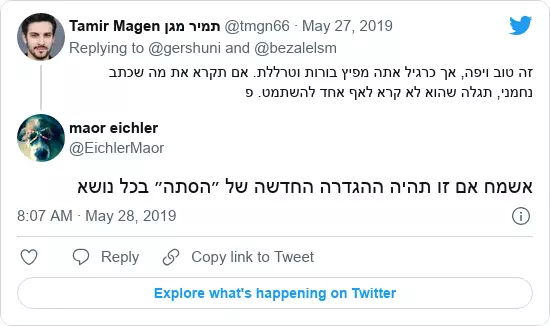 Tamir Magen תמיר מגן @tmgn66 · May 27, 2019
Replying to @gershuni and @bezalelsm
זה טוב ויפה, אך כרגיל אתה מפיץ בורות וטרללת. אם תקרא את מה שכתב
נחמני, תגלה שהוא לא קרא לאף אחד להשתמט. פ
maor eichler
@EichlerMaor
אשמח אם זו תהיה ההגדרה החדשה של ״הסתה״ בכל נושא
8:07 AM · May 28, 2019
Reply
Copy link to Tweet
Explore what's happening on Twitter